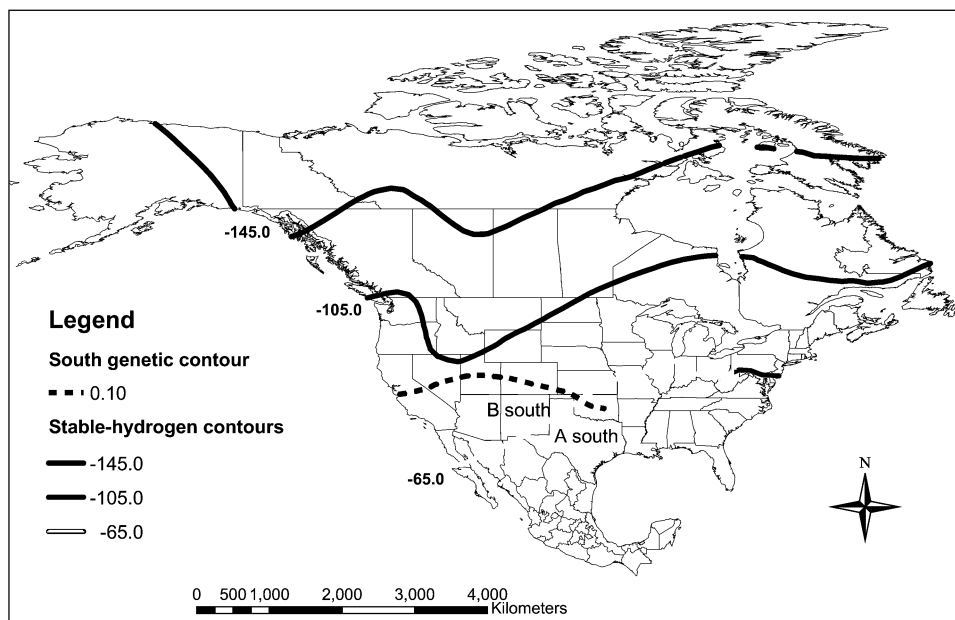 N
-145.0
-105.0
-65.0
B south
A south
Legend
South genetic contour
0.10
Stable-hydrogen contours
-145.0
-105.0
-65.0
0 500 1,000 2,000 3,000 4,000
Kilometers